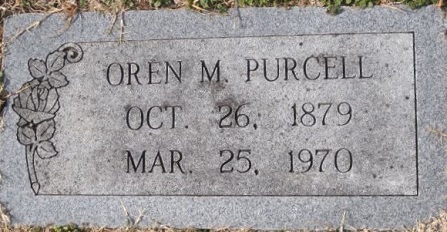 OREN M. PURCELL
OCT. 26, 1879
MAR. 25, 1970